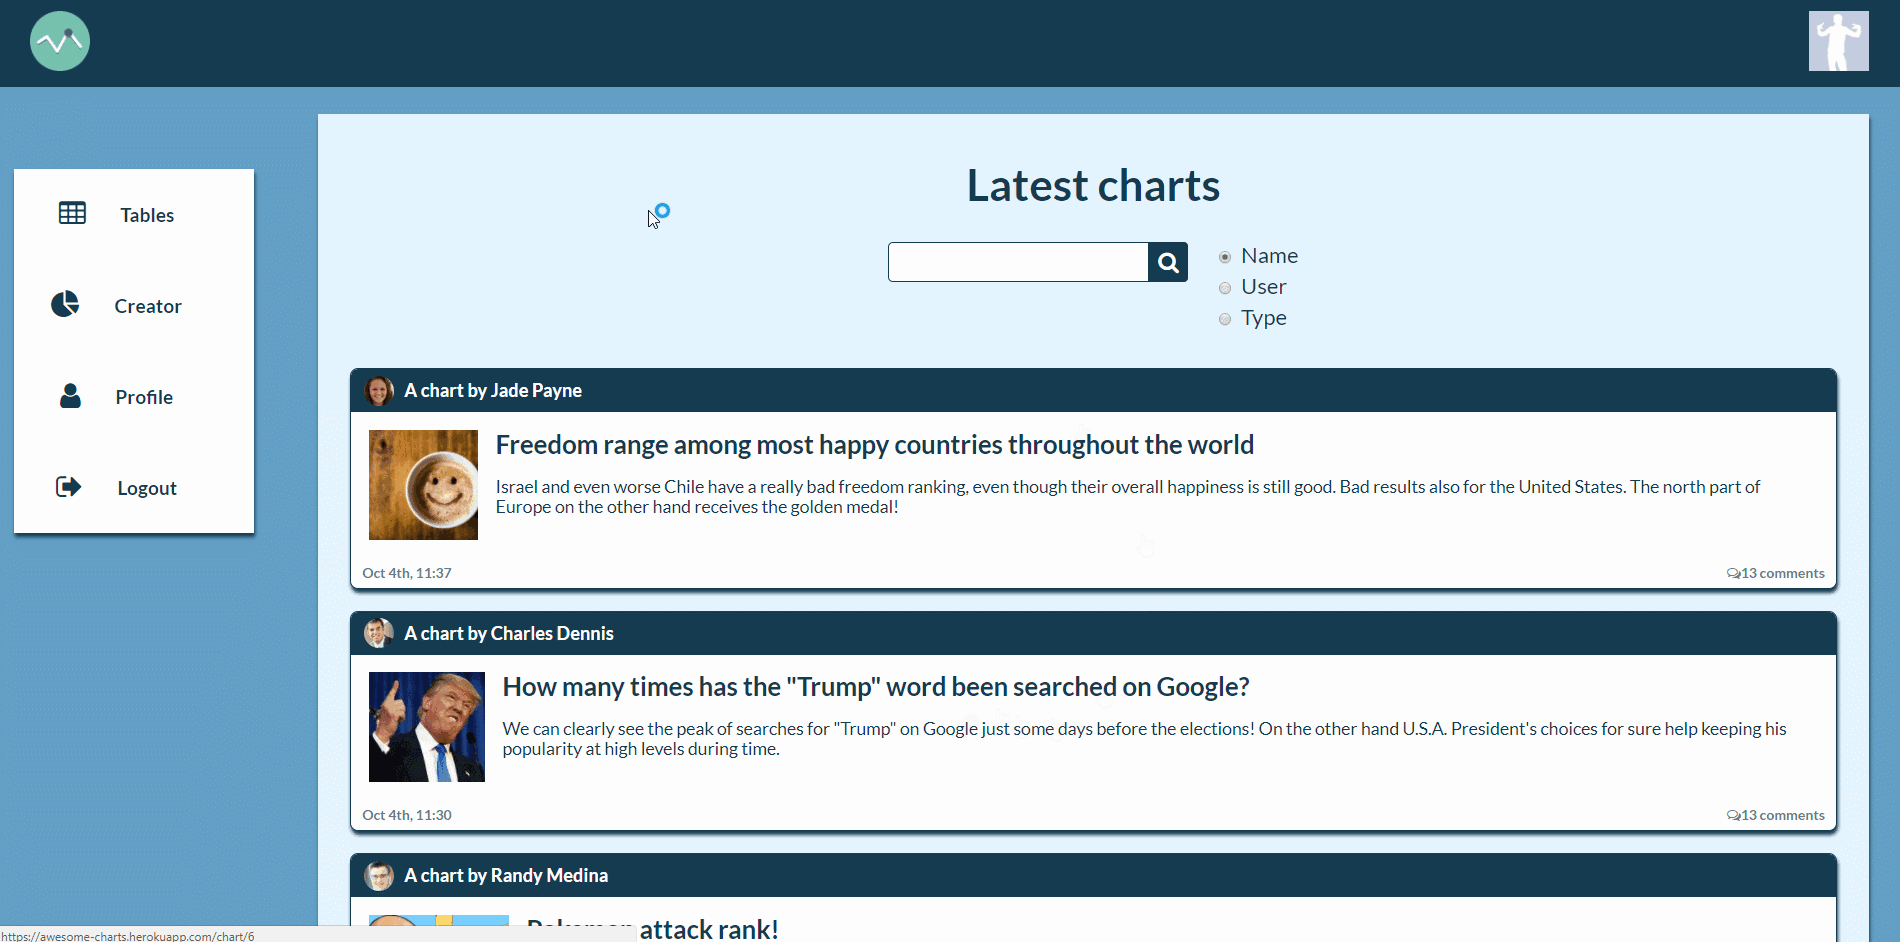 Tables
Creator
Profile
Logout
Latest charts
Name
User
Type
A chart by Jade Payne
Freedom range among most happy countries throughout the world
Israel and even worse Chile have a really bad freedom ranking, even though their overall happiness is still good. Bad results also for the United States. The north part of
Europe on the other hand receives the golden medal!
Oct 4th, 11:37
13 comments
A chart by Charles Dennis
How many times has the "Trump" word been searched on Google?
We can clearly see the peak of searches for "Trump" on Google just some days before the elections! On the other hand U.S.A. President's choices for sure help keeping his
popularity at high levels during time.
Oct 4th, 11:30
13 comments
A chart by Randy Medina
Pokemon attack rank!
https://awesome-charts.herokuapp.com/chart/6